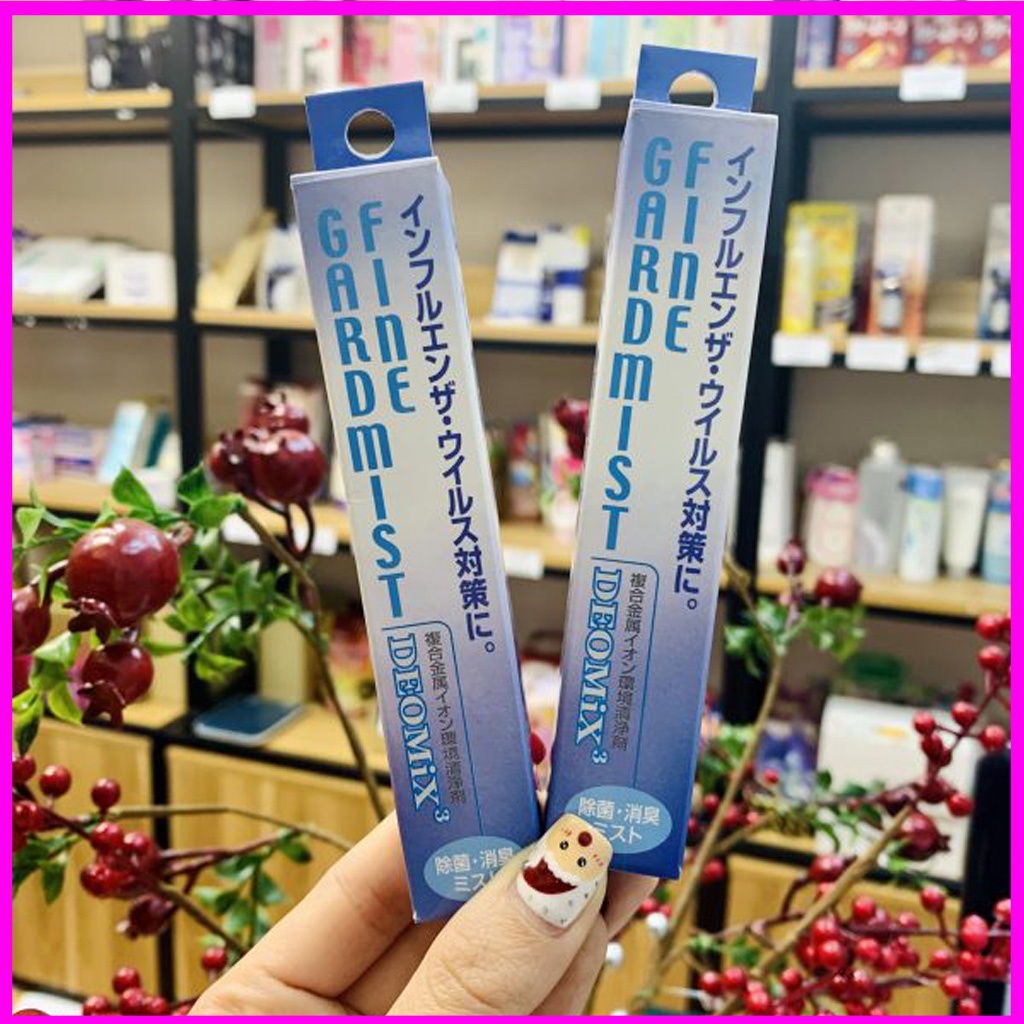 インフルエンザ・ウイルス対策に。
FINE
GARDMIST
複合金属イオン環境清浄剤
DEOMiX3
除菌・消臭
ミスト
インフルエンザ・ウイルス対策に。
FINE
GARDMIST
複合金属イオン環境清浄剤
DEOMiX3
除菌・消臭
ミスト